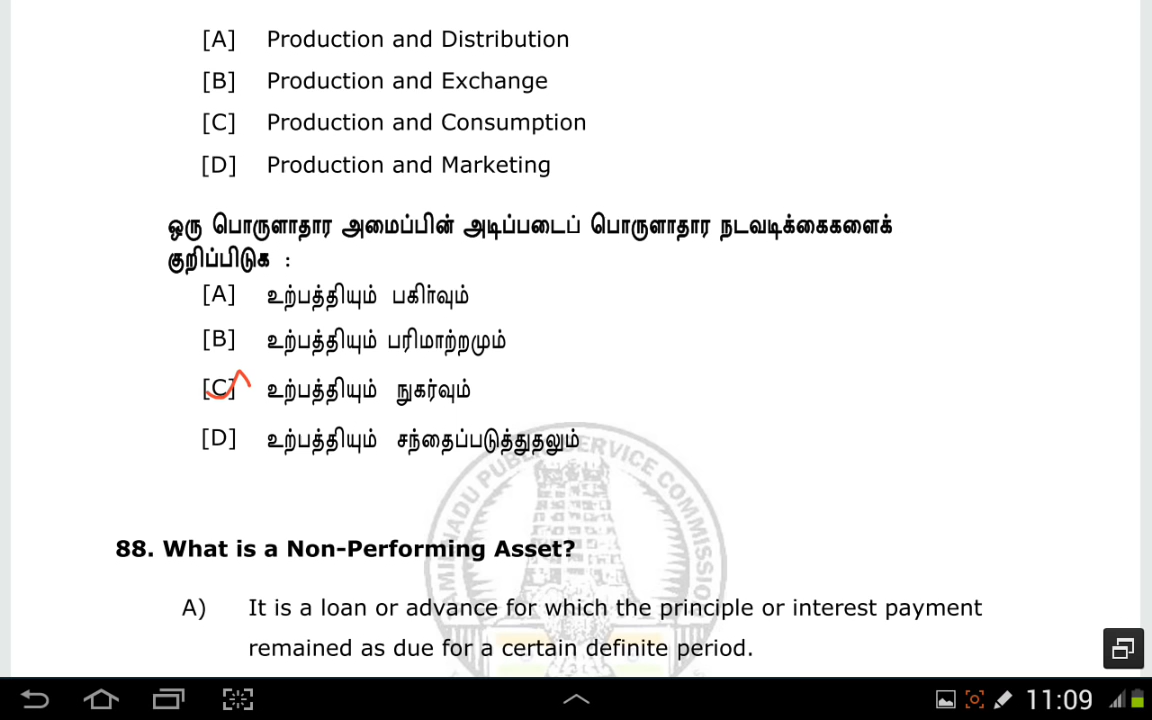 [A] Production and Distribution
[B] Production and Exchange
[C] Production and Consumption
[D] Production and Marketing
ஒரு பொருளாதார அமைப்பின் அடிப்படைப் பொருளாதார நடவடிக்கைகளைக்
குறிப்பிடுக :
[A] உற்பத்தியும் பகிர்வும்
[B] உற்பத்தியும் பரிமாற்றமும்
[C] உற்பத்தியும் நுகர்வும்
[D] உற்பத்தியும் சந்தைப்படுத்துதலும்
88. What is a Non-Performing Asset?
A) It is a loan or advance for which the principle or interest payment
remained as due for a certain definite period.
11:09